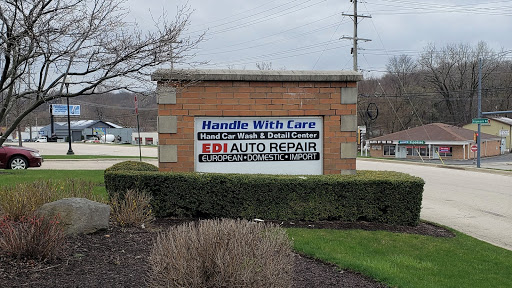 Handle With Care
Hand Car Wash & Detail Center
EDI AUTO REPAIR
EUROPEAN • DOMESTIC • IMPORT